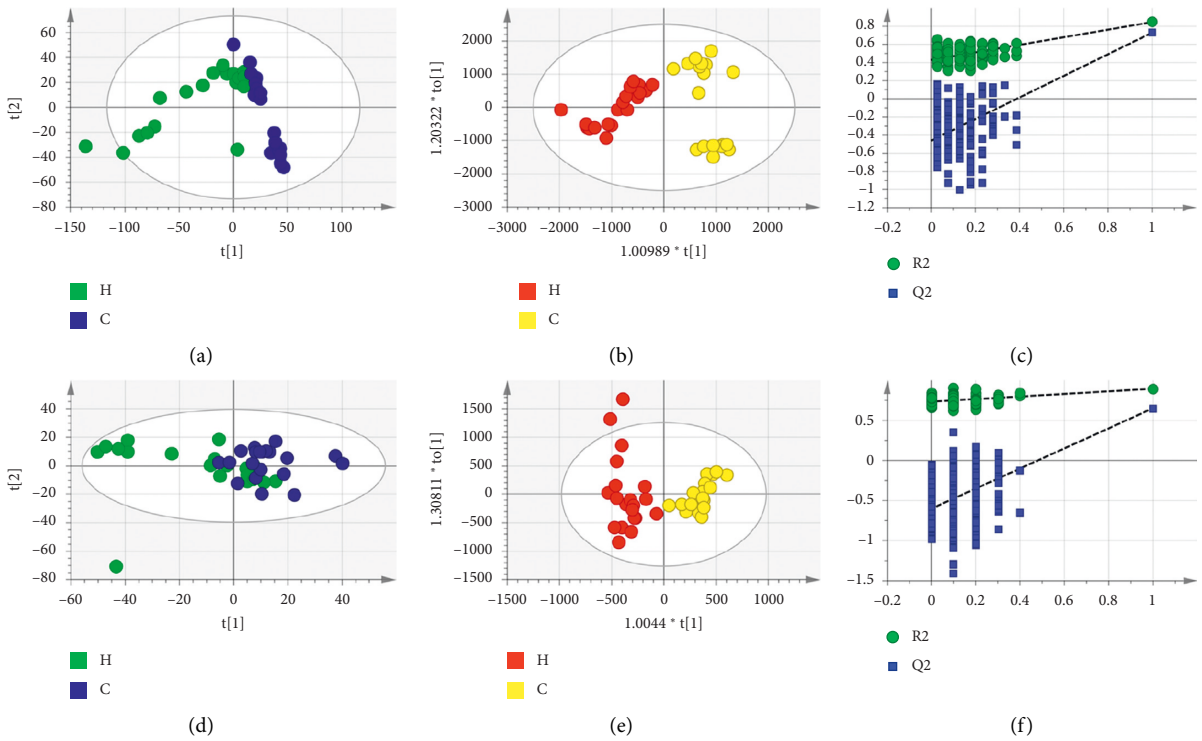 60
40
20
0
−20
−40
−60
−80
t[2]
−150 −100 −50 0 50 100
t[1]
H
C
(a)
2000
1000
0
−1000
−2000
−3000
1.20322 * to[1]
−3000 −2000 −1000 0 1000 2000
1.00989 * t[1]
H
C
(b)
0.8
0.6
0.4
0.2
0
−0.2
−0.4
−0.6
−0.8
−1
−1.2
−0.2 0 0.2 0.4 0.6 0.8 1
R2
Q2
(c)
40
20
0
−20
−40
−60
−80
t[2]
−60 −40 −20 0 20 40
t[1]
H
C
(d)
1500
1000
500
0
−500
−1000
−1500
1.30811 * to[1]
−1500 −1000 −500 0 500 1000
1.0044 * t[1]
H
C
(e)
0.5
0
−0.5
−1
−1.5
−0.2 0 0.2 0.4 0.6 0.8 1
R2
Q2
(f)